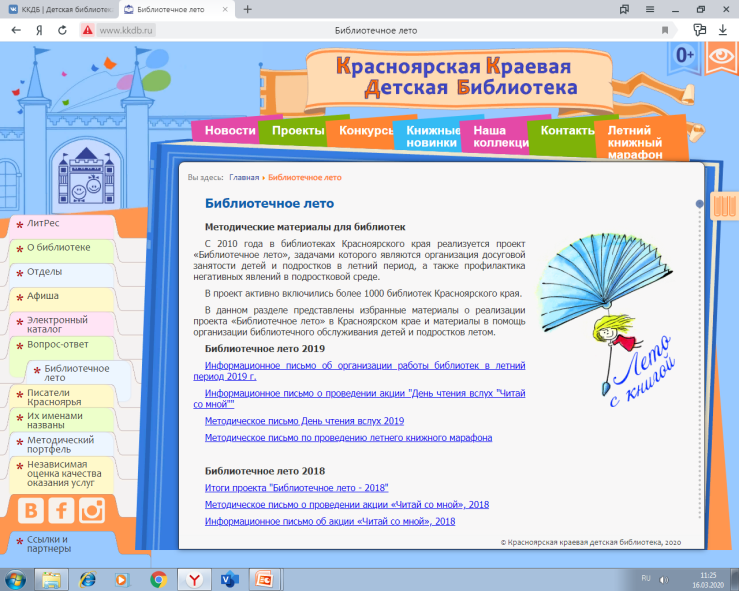 ККДБ | Детская библиотек
Библиотечное лето
www.kkdb.ru
Библиотечное лето
0+
Красноярская Краевая
Детская Библиотека
Новости
Проекты
Конкурсы
Книжные
новинки
Наша
коллекци
Контакть
Летний
книжный
марафон
Вы здесь: Главная Библиотечное лето
ЛитРес
О библиотеке
Отделы
Афиша
Электронный
каталог
Вопрос-ответ
Библиотечное
лето
Писатели
Красноярья
Их именами
названы
Методический
портфель
Независимая
оценка качества
оказания услуг
Ссылки и
партнеры
Библиотечное лето
Методические материалы для библиотек
С 2010 года в библиотеках Красноярского края реализуется проект
«Библиотечное лето», задачами которого являются организация досуговой
занятости детей и подростков в летний период, а также профилактика
негативных явлений в подростковой среде.
В проект активно включились более 1000 библиотек Красноярского края.
В данном разделе представлены избранные материалы о реализации
проекта «Библиотечное лето» в Красноярском крае и материалы в помощь
организации библиотечного обслуживания детей и подростков летом.
Библиотечное лето 2019
Информационное письмо об организации работы библиотек в летний
период 2019 г.
Информационное письмо о проведении акции "День чтения вслух "Читай
со мной""
Методическое письмо День чтения вслух 2019
Методическое письмо по проведению летнего книжного марафона
Библиотечное лето 2018
Итоги проекта "Библиотечное лето - 2018"
Методическое письмо о проведении акции «Читай со мной», 2018
Информационное письмо об акции «Читай со мной», 2018
Лето
с книгой
© Красноярская краевая детская библиотека, 2020
RU
11:25
16.03.2020